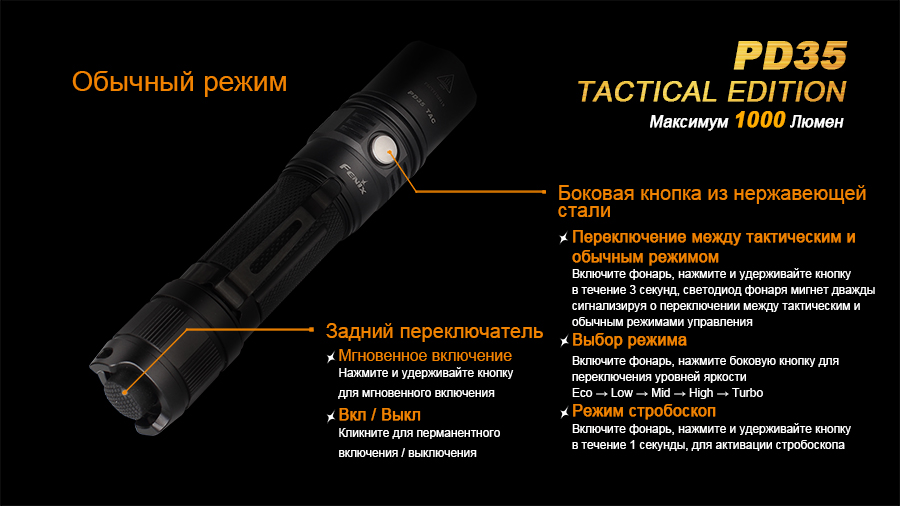 Обычный режим
PD35
TACTICAL EDITION
Максимум 1000 Люмен
PD35 TAC
FENIX
Боковая кнопка из нержавеющей
стали
Переключение между тактическим и
обычным режимом
Включите фонарь, нажмите и удерживайте кнопку
в течение 3 секунд, светодиод фонаря мигнет дважды
сигнализируя о переключении между тактическим и
обычным режимами управления
Выбор режима
Включите фонарь, нажмите боковую кнопку для
переключения уровней яркости
Eco → Low → Mid → High → Turbo
Режим стробоскоп
Включите фонарь, нажмите и удерживайте кнопку
в течение 1 секунды, для активации стробоскопа
Задний переключатель
Мгновенное включение
Нажмите и удерживайте кнопку
для мгновенного включения
Вкл / Выкл
Кликните для перманентного
включения / выключения